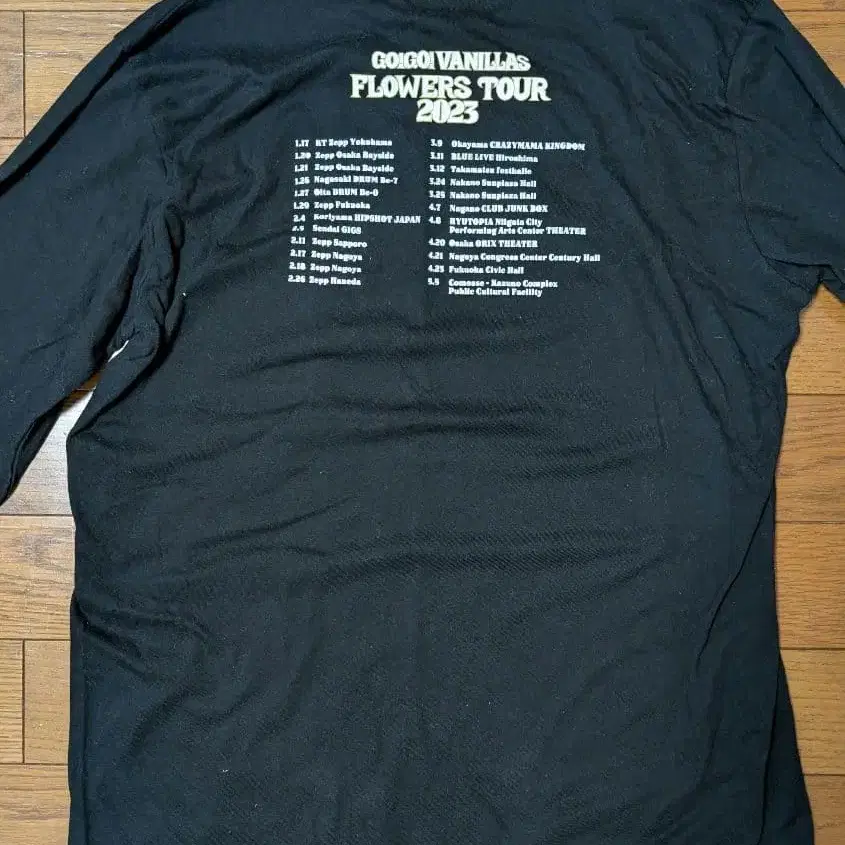 GO!GO!VANILLAS
FLOWERS TOUR
2023
1.17 KT Zepp Yokohama
1.20 Zepp Osaka Bayside
1.21 Zepp Osaka Bayside
1.26 Nagasaki DRUM Be-7
1.27 Oita DRUM Be-0
1.29 Zepp Fukuoka
2.4 Koriyama HIPSHOT JAPAN
2.5 Sendai GIGS
2.11 Zepp Sapporo
2.17 Zepp Nagoya
2.18 Zepp Nagoya
2.26 Zepp Haneda
3.9 Okayama CRAZYMAMA KINGDOM
3.11 BLUE LIVE Hiroshima
3.12 Takamatsu festhalle
3.24 Nakano Sunplaza Hall
3.25 Nakano Sunplaza Hall
4.7 Nagano CLUB JUNK BOX
4.8 RYUTOPIA Niigata City
Performing Arts Center THEATER
4.20 Osaka ORIX THEATER
4.21 Nagoya Congress Center Century Hall
4.23 Fukuoka Civic Hall
5.5 Comosse - Kazuno Complex
Public Cultural Facility